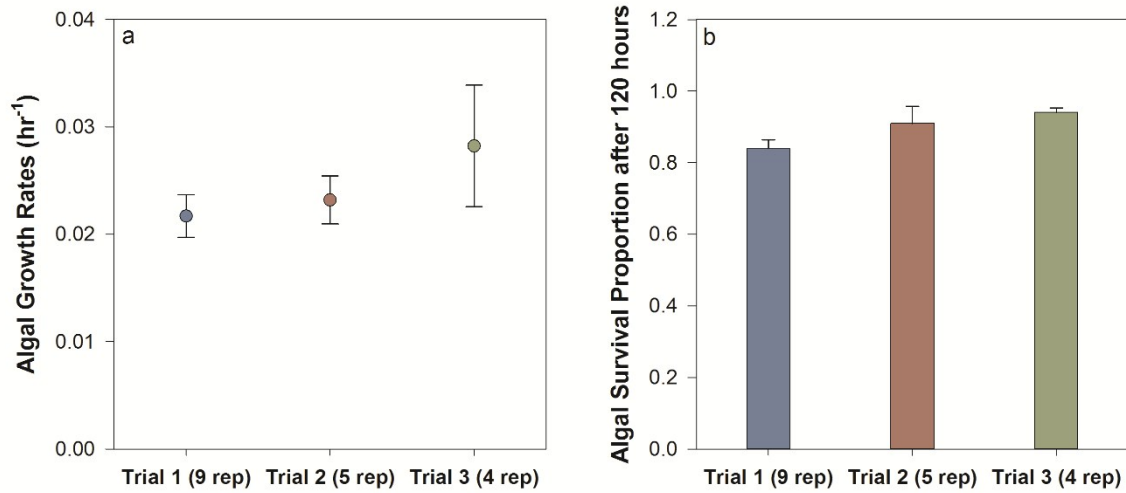 a
Algal Growth Rates (hr⁻¹)
0.04
0.03
0.02
0.01
0.00
Trial 1 (9 rep) Trial 2 (5 rep) Trial 3 (4 rep)
b
Algal Survival Proportion after 120 hours
1.2
1.0
0.8
0.6
0.4
0.2
0.0
Trial 1 (9 rep) Trial 2 (5 rep) Trial 3 (4 rep)